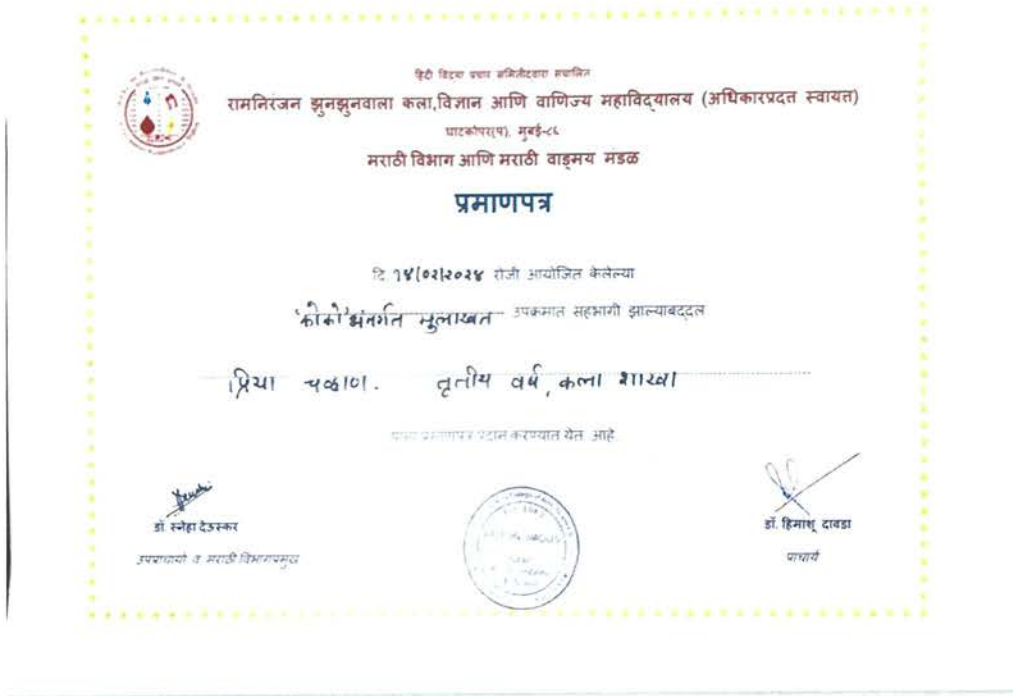 हिंदी विद्या प्रचार समितीद्वारा संचालित
रामनिरंजन झुनझुनवाला कला,विज्ञान आणि वाणिज्य महाविद्यालय (अधिकारप्रदत स्वायत)
घाटकोपर(प). मुंबई-८६
मराठी विभाग आणि मराठी वाङ्मय मंडळ
प्रमाणपत्र
दि. १४/०२/२०२४ रोजी आयोजित केलेल्या
'कोको' अंतर्गत मुलाखत उपक्रमात सहभागी झाल्याबद्दल
प्रिया चव्हाण. तृतीय वर्ष, कला शाखा
प्रमाणपत्र प्रदान करण्यात येत आहे.
डॉ. स्नेहा देऊस्कर
उपप्राचार्या व मराठी विभागप्रमुख
डॉ. हिमांशू दावडा
प्राचार्य